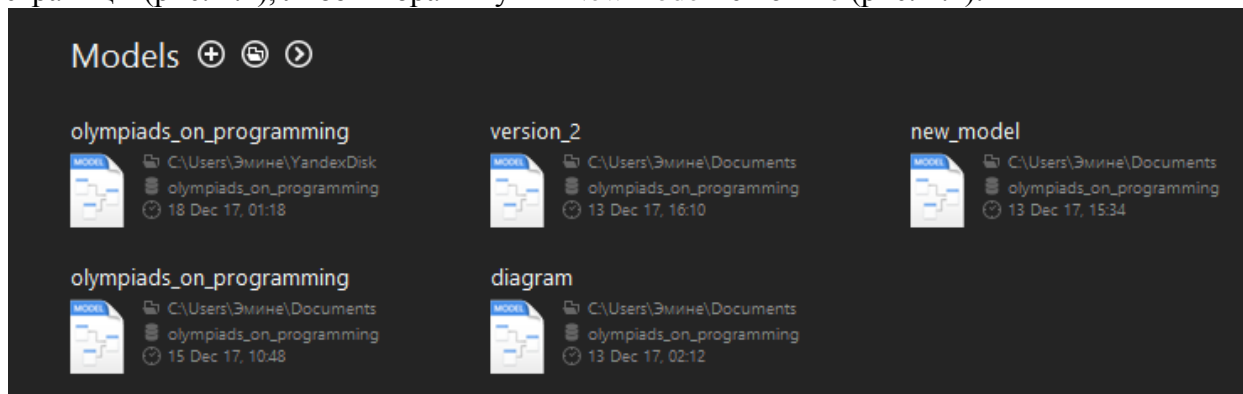 Models
olympiads_on_programming
MODEL
C:\Users\Эмине\YandexDisk
olympiads_on_programming
18 Dec 17, 01:18
version_2
MODEL
C:\Users\Эмине\Documents
olympiads_on_programming
13 Dec 17, 16:10
new_model
MODEL
C:\Users\Эмине\Documents
olympiads_on_programming
13 Dec 17, 15:34
olympiads_on_programming
MODEL
C:\Users\Эмине\Documents
olympiads_on_programming
15 Dec 17, 10:48
diagram
MODEL
C:\Users\Эмине\Documents
olympiads_on_programming
13 Dec 17, 02:12